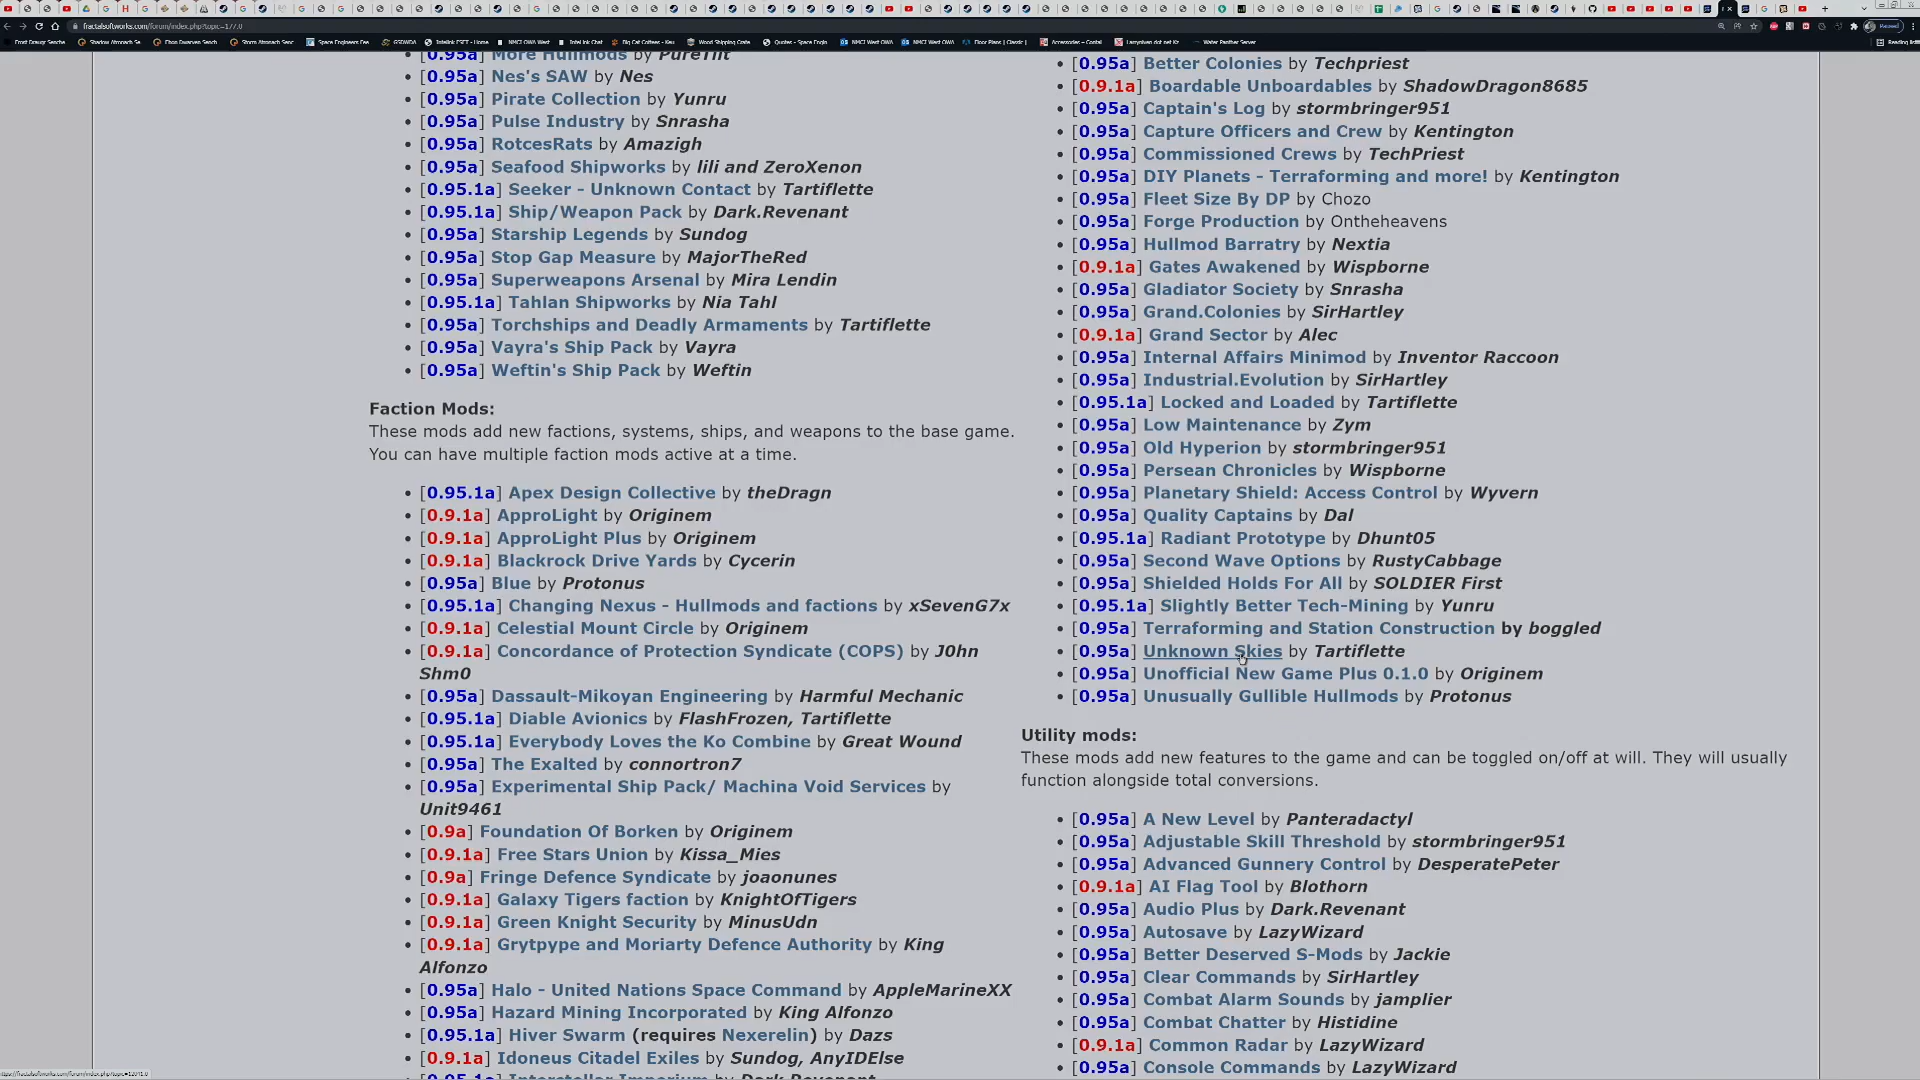 fractalsoftworks.com/forum/index.php?topic=177.0
[0.95a] More Hullmods by PureTilt
[0.95a] Nes's SAW by Nes
[0.95a] Pirate Collection by Yunru
[0.95a] Pulse Industry by Snrasha
[0.95a] RotcesRats by Amazigh
[0.95a] Seafood Shipworks by lili and ZeroXenon
[0.95.1a] Seeker - Unknown Contact by Tartiflette
[0.95.1a] Ship/Weapon Pack by Dark.Revenant
[0.95a] Starship Legends by Sundog
[0.95a] Stop Gap Measure by MajorTheRed
[0.95a] Superweapons Arsenal by Mira Lendin
[0.95.1a] Tahlan Shipworks by Nia Tahl
[0.95a] Torchships and Deadly Armaments by Tartiflette
[0.95a] Vayra's Ship Pack by Vayra
[0.95a] Weftin's Ship Pack by Weftin
Faction Mods:
These mods add new factions, systems, ships, and weapons to the base game.
You can have multiple faction mods active at a time.
[0.95.1a] Apex Design Collective by theDragn
[0.9.1a] ApproLight by Originem
[0.9.1a] ApproLight Plus by Originem
[0.9.1a] Blackrock Drive Yards by Cycerin
[0.95a] Blue by Protonus
[0.95.1a] Changing Nexus - Hullmods and factions by xSevenG7x
[0.9.1a] Celestial Mount Circle by Originem
[0.9.1a] Concordance of Protection Syndicate (COPS) by J0hn
Shm0
[0.95a] Dassault-Mikoyan Engineering by Harmful Mechanic
[0.95.1a] Diable Avionics by FlashFrozen, Tartiflette
[0.95.1a] Everybody Loves the Ko Combine by Great Wound
[0.95a] The Exalted by connortron7
[0.95a] Experimental Ship Pack/ Machina Void Services by
Unit9461
[0.9a] Foundation Of Borken by Originem
[0.9.1a] Free Stars Union by Kissa_Mies
[0.9a] Fringe Defence Syndicate by joaonunes
[0.9.1a] Galaxy Tigers faction by KnightOfTigers
[0.9.1a] Green Knight Security by MinusUdn
[0.9.1a] Grytpype and Moriarty Defence Authority by King
Alfonzo
[0.95a] Halo - United Nations Space Command by AppleMarineXX
[0.95a] Hazard Mining Incorporated by King Alfonzo
[0.95.1a] Hiver Swarm (requires Nexerelin) by Dazs
[0.9.1a] Idoneus Citadel Exiles by Sundog, AnyIDElse
[0.95.1a] Interstellar Imperium by Dark.Revenant
[0.95a] Better Colonies by Techpriest
[0.9.1a] Boardable Unboardables by ShadowDragon8685
[0.95a] Captain's Log by stormbringer951
[0.95a] Capture Officers and Crew by Kentington
[0.95a] Commissioned Crews by TechPriest
[0.95a] DIY Planets - Terraforming and more! by Kentington
[0.95a] Fleet Size By DP by Chozo
[0.95a] Forge Production by Ontheheavens
[0.95a] Hullmod Barratry by Nextia
[0.9.1a] Gates Awakened by Wispborne
[0.95a] Gladiator Society by Snrasha
[0.95a] Grand.Colonies by SirHartley
[0.9.1a] Grand Sector by Alec
[0.95a] Internal Affairs Minimod by Inventor Raccoon
[0.95a] Industrial.Evolution by SirHartley
[0.95.1a] Locked and Loaded by Tartiflette
[0.95a] Low Maintenance by Zym
[0.95a] Old Hyperion by stormbringer951
[0.95a] Persean Chronicles by Wispborne
[0.95a] Planetary Shield: Access Control by Wyvern
[0.95a] Quality Captains by Dal
[0.95.1a] Radiant Prototype by Dhunt05
[0.95a] Second Wave Options by RustyCabbage
[0.95a] Shielded Holds For All by SOLDIER First
[0.95.1a] Slightly Better Tech-Mining by Yunru
[0.95a] Terraforming and Station Construction by boggled
[0.95a] Unknown Skies by Tartiflette
[0.95a] Unofficial New Game Plus 0.1.0 by Originem
[0.95a] Unusually Gullible Hullmods by Protonus
Utility mods:
These mods add new features to the game and can be toggled on/off at will. They will usually
function alongside total conversions.
[0.95a] A New Level by Panteradactyl
[0.95a] Adjustable Skill Threshold by stormbringer951
[0.95a] Advanced Gunnery Control by DesperatePeter
[0.9.1a] AI Flag Tool by Blothorn
[0.95a] Audio Plus by Dark.Revenant
[0.95a] Autosave by LazyWizard
[0.95a] Better Deserved S-Mods by Jackie
[0.95a] Clear Commands by SirHartley
[0.95a] Combat Alarm Sounds by jamplier
[0.95a] Combat Chatter by Histidine
[0.9.1a] Common Radar by LazyWizard
[0.95a] Console Commands by LazyWizard